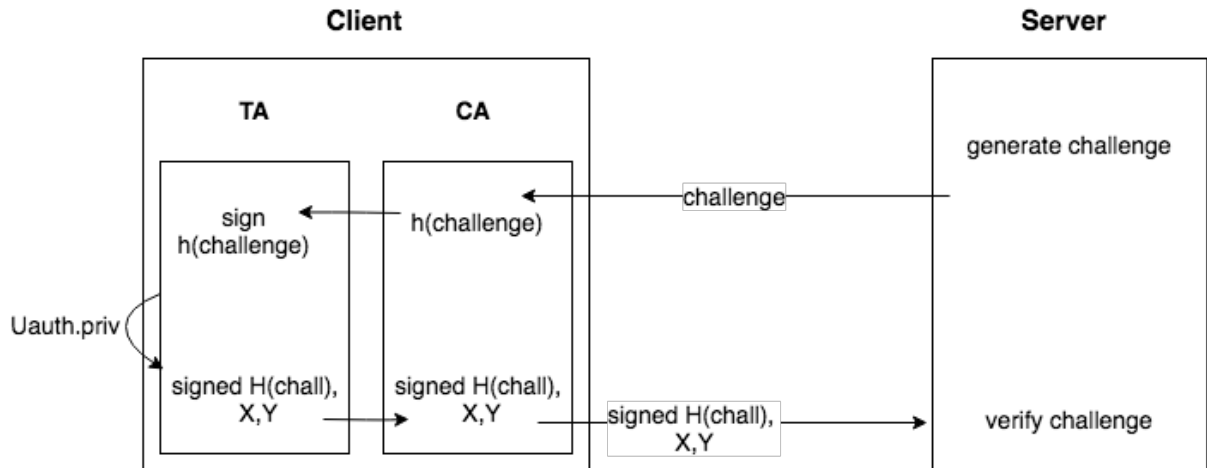 Client
Server
TA
CA
generate challenge
challenge
sign
h(challenge)
h(challenge)
Uauth.priv
signed H(chall),
X,Y
signed H(chall),
X,Y
signed H(chall),
X,Y
verify challenge